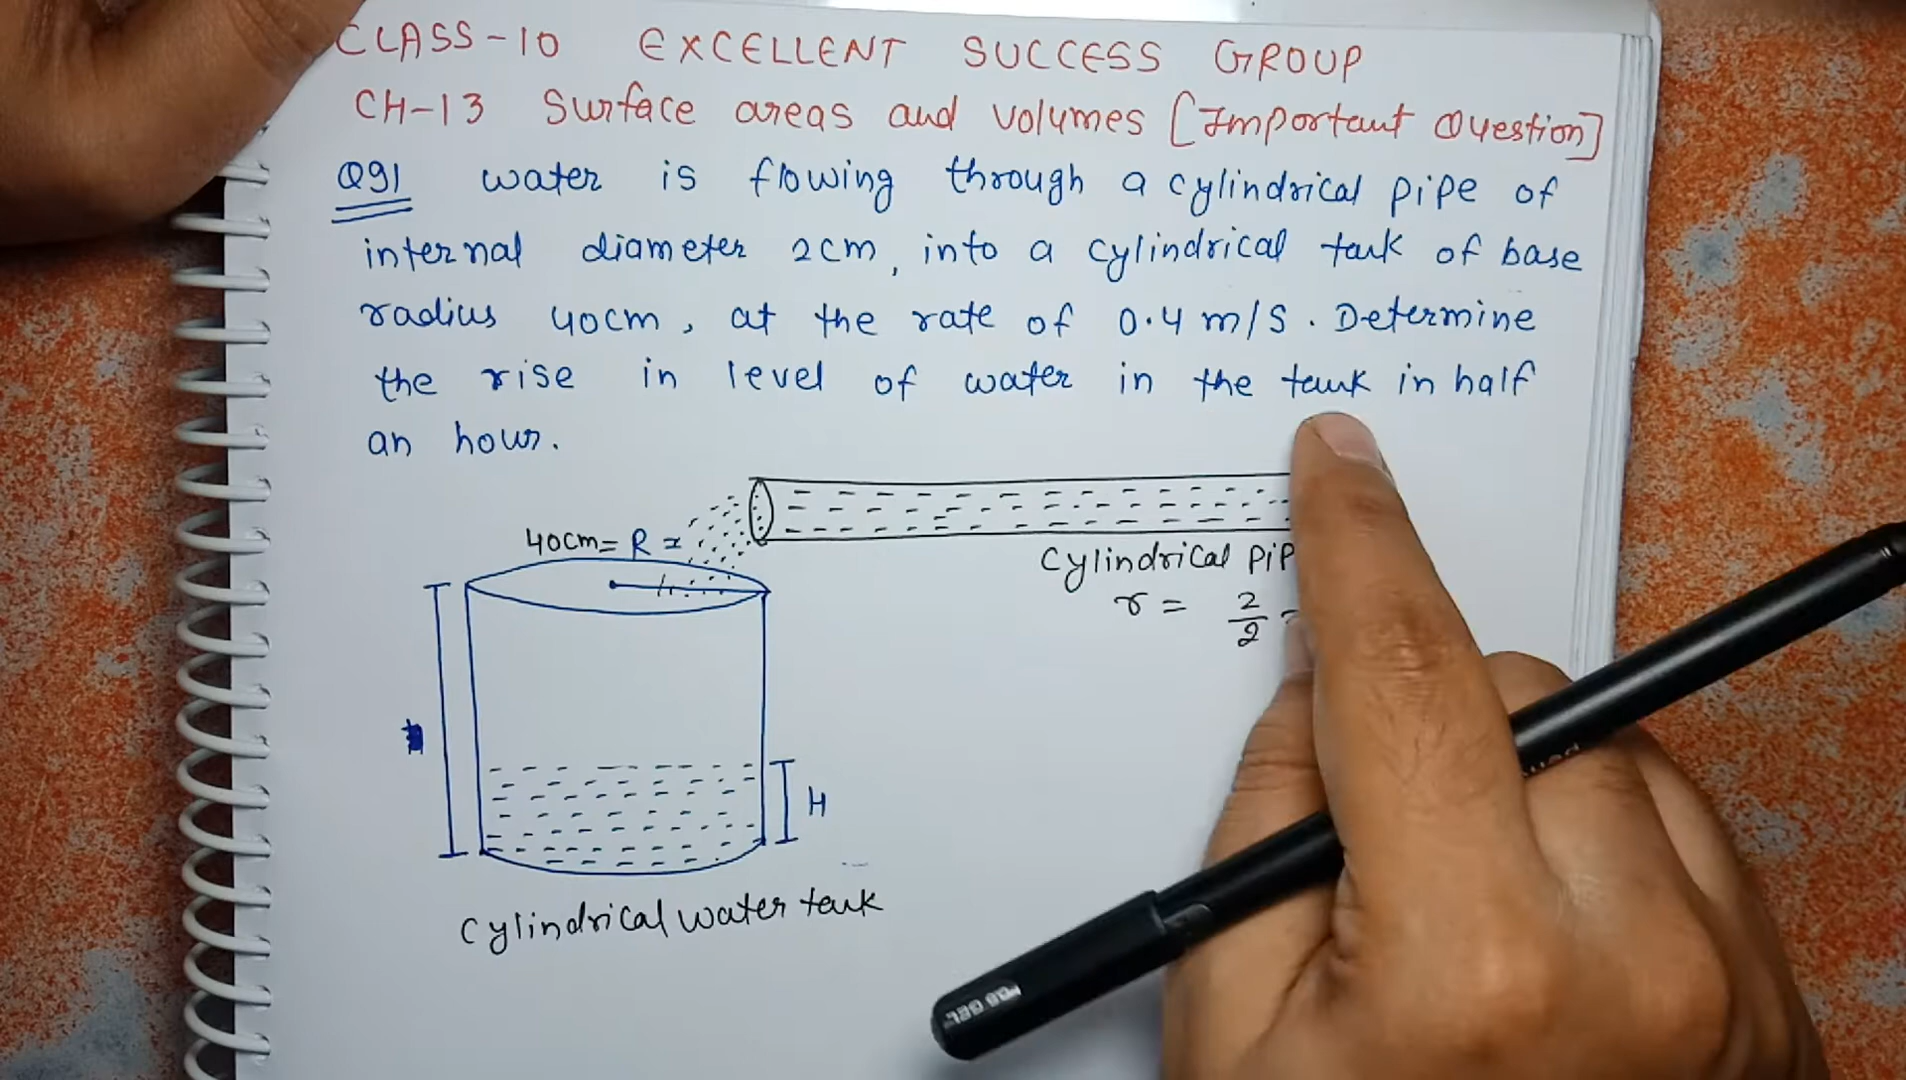 CLASS-10 EXCELLENT SUCCESS GROUP
CH-13 Surface areas and volumes [Important Question]
Q91 water is flowing through a cylindrical pipe of
internal diameter 2cm, into a cylindrical tank of base
radius 40cm, at the rate of 0.4 m/s. Determine
the rise in level of water in the tank in half
an hour.
40cm = R =
cylindrical pip
r = 2/2 =
H
cylindrical water tank